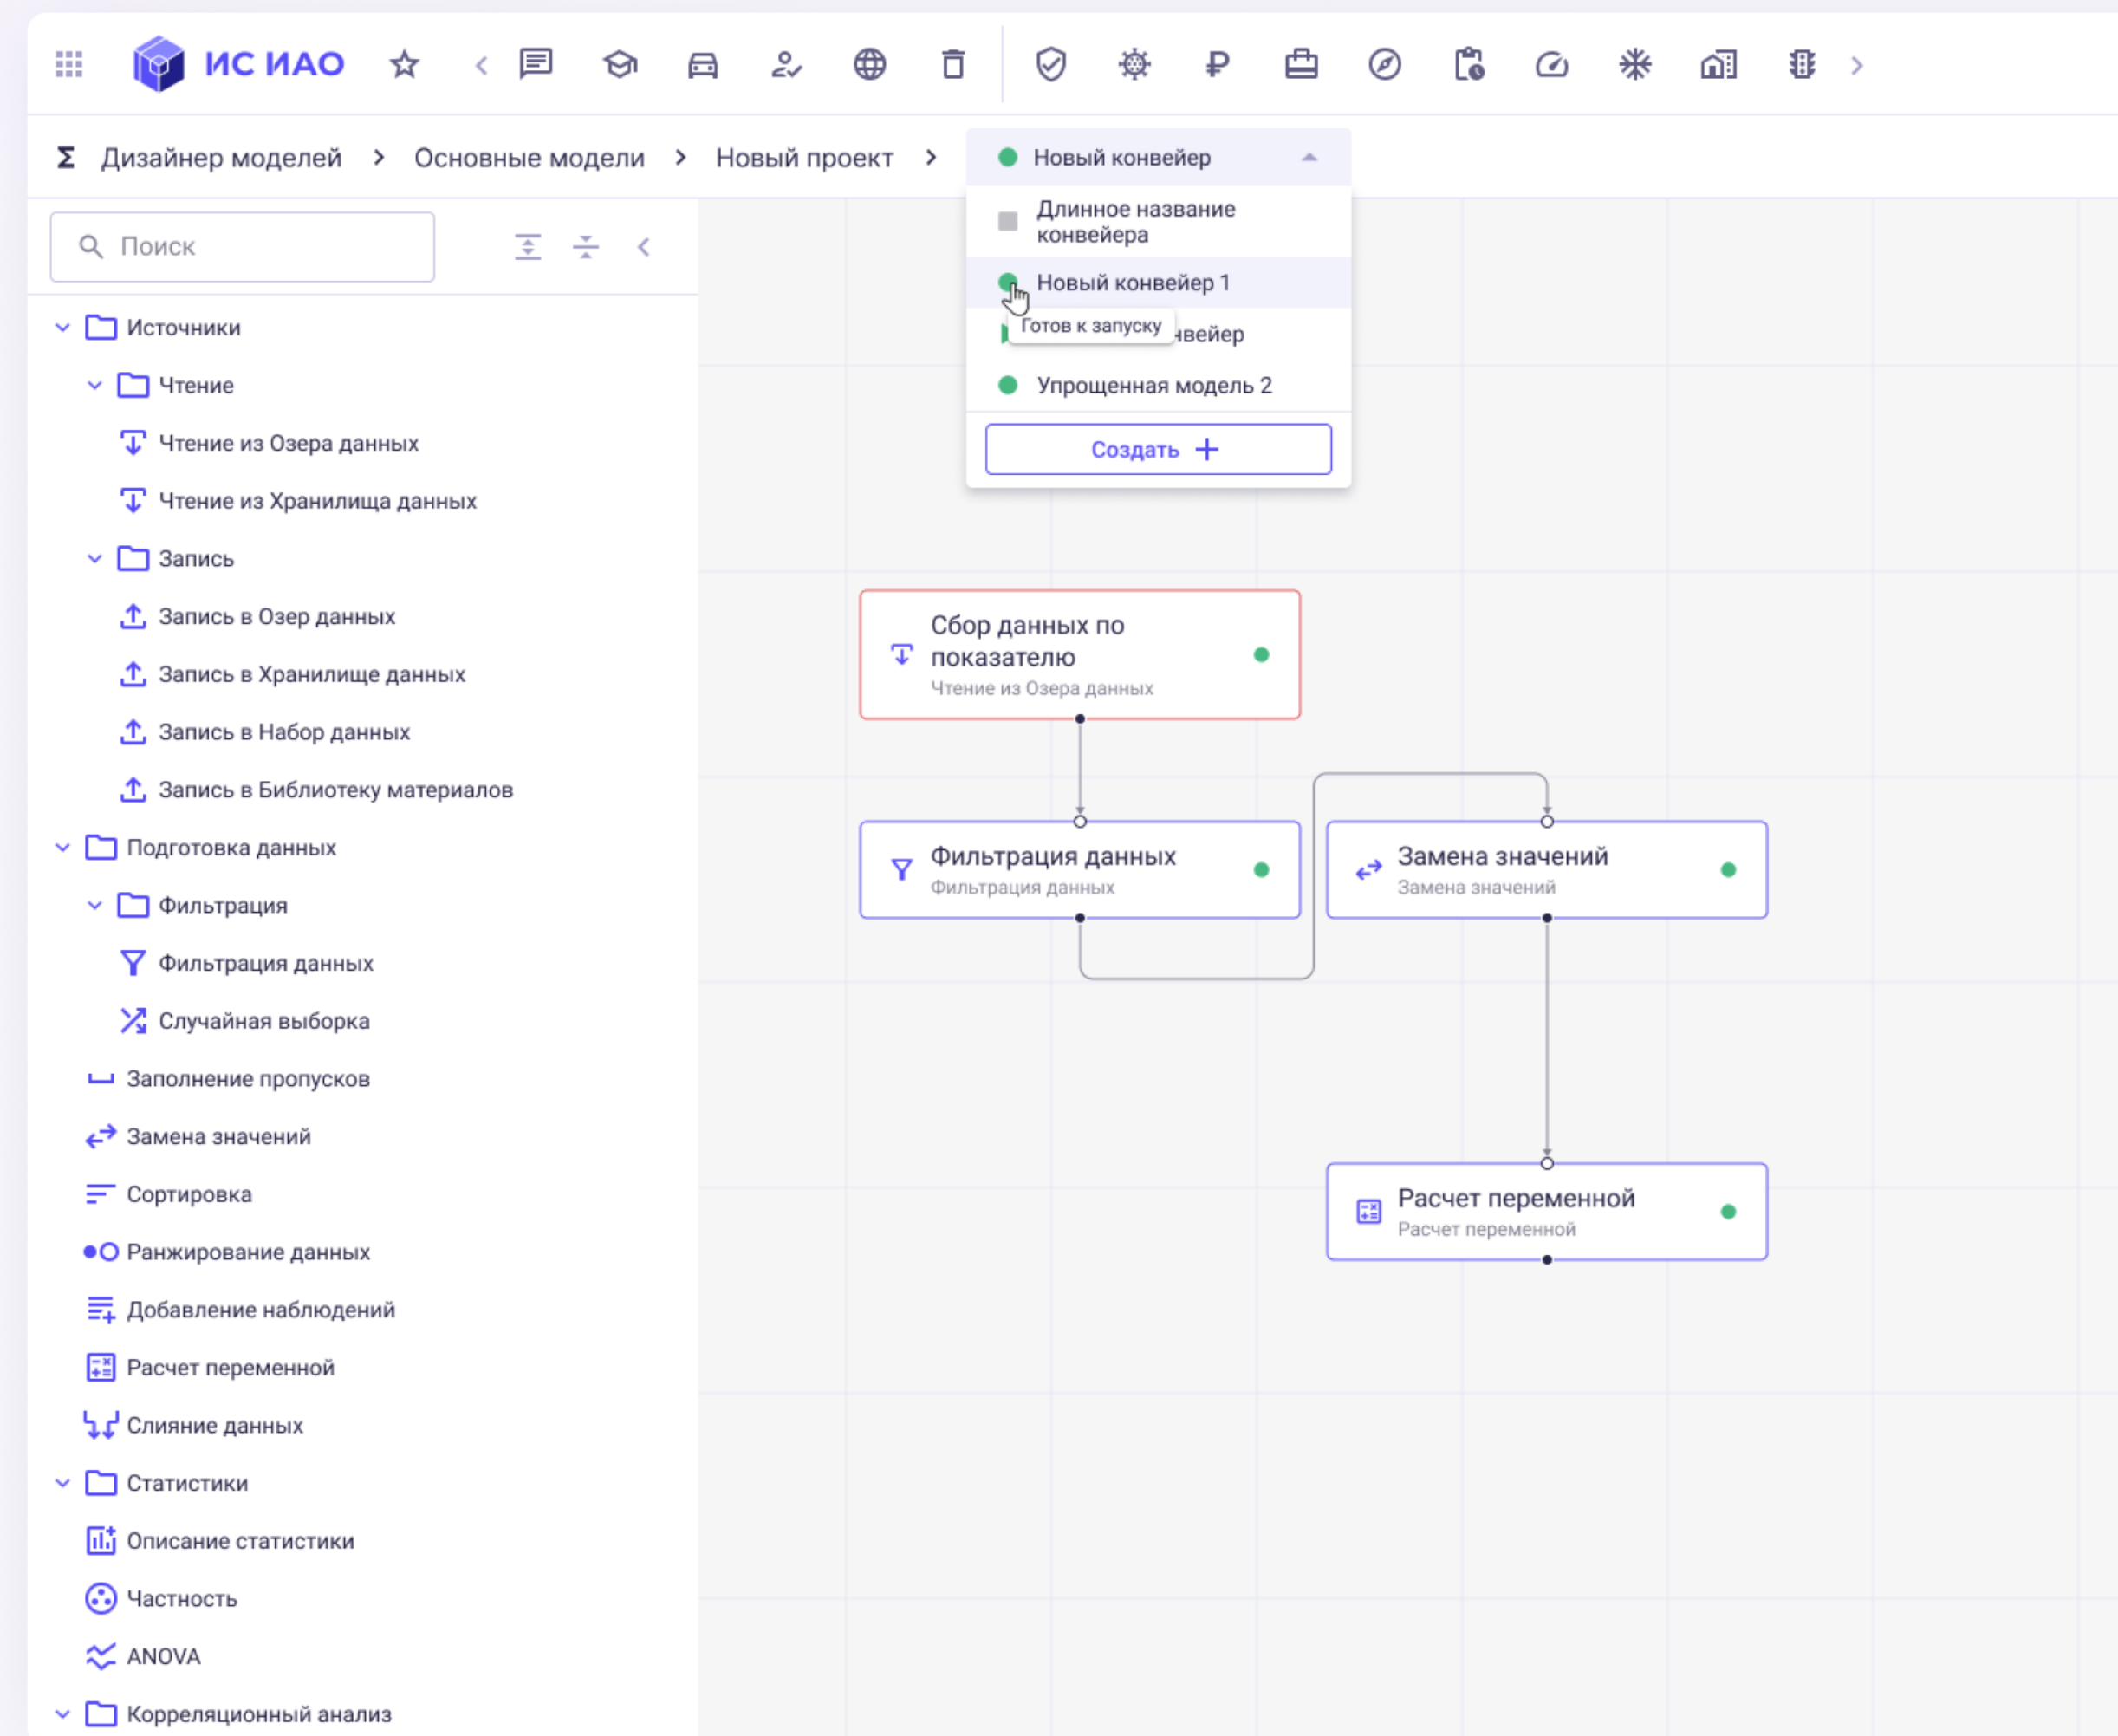 ИС ИАО
Дизайнер моделей
Основные модели
Новый проект
Новый конвейер
Длинное название
конвейера
Новый конвейер 1
Готов к запуску
Упрощенная модель 2
Создать
Поиск
Источники
Чтение
Чтение из Озера данных
Чтение из Хранилища данных
Запись
Запись в Озер данных
Запись в Хранилище данных
Запись в Набор данных
Запись в Библиотеку материалов
Подготовка данных
Фильтрация
Фильтрация данных
Случайная выборка
Заполнение пропусков
Замена значений
Сортировка
Ранжирование данных
Добавление наблюдений
Расчет переменной
Слияние данных
Статистики
Описание статистики
Частность
ANOVA
Корреляционный анализ
Сбор данных по
показателю
Чтение из Озера данных
Фильтрация данных
Фильтрация данных
Замена значений
Замена значений
Расчет переменной
Расчет переменной